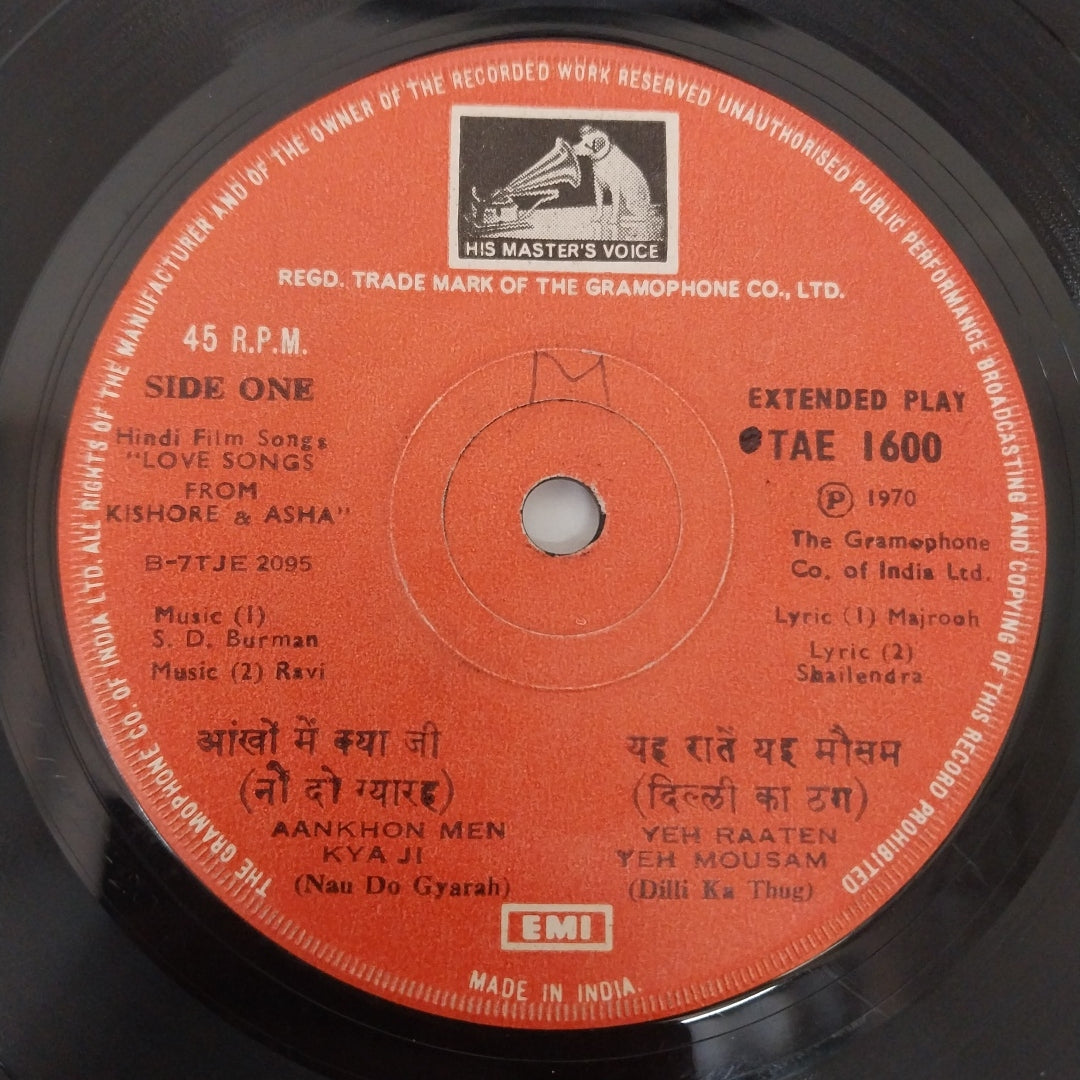 THE GRAMOPHONE CO. OF INDIA LTD. ALL RIGHTS OF THE MANUFACTURER AND OF THE OWNER OF THE RECORDED WORK RESERVED UNAUTHORISED PUBLIC PERFORMANCE BROADCASTING AND COPYING OF THIS RECORD PROHIBITED
HIS MASTER'S VOICE
REGD. TRADE MARK OF THE GRAMOPHONE CO., LTD.
45 R.P.M.
SIDE ONE
Hindi Film Songs
"LOVE SONGS
FROM
KISHORE & ASHA"
B-7TJE 2095
Music (1)
S. D. Burman
Music (2) Ravi
M
EXTENDED PLAY
TAE 1600
Ⓟ 1970
The Gramophone
Co. of India Ltd.
Lyric (1) Majrooh
Lyric (2)
Shailendra
आंखों में क्या जी
(नौ दो ग्यारह)
AANKHON MEN
KYA JI
(Nau Do Gyarah)
यह रातें यह मौसम
(दिल्ली का ठग)
YEH RAATEN
YEH MOUSAM
(Dilli Ka Thug)
EMI
MADE IN INDIA.